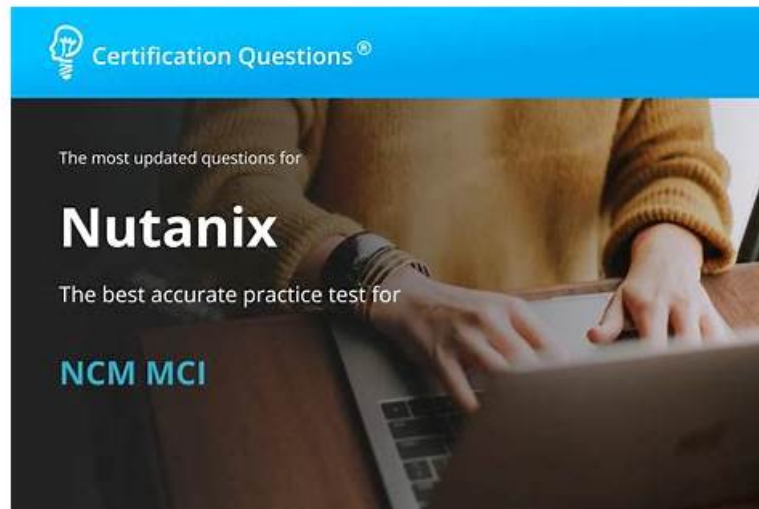 Certification Questions®
The most updated questions for
Nutanix
The best accurate practice test for
NCM MCI